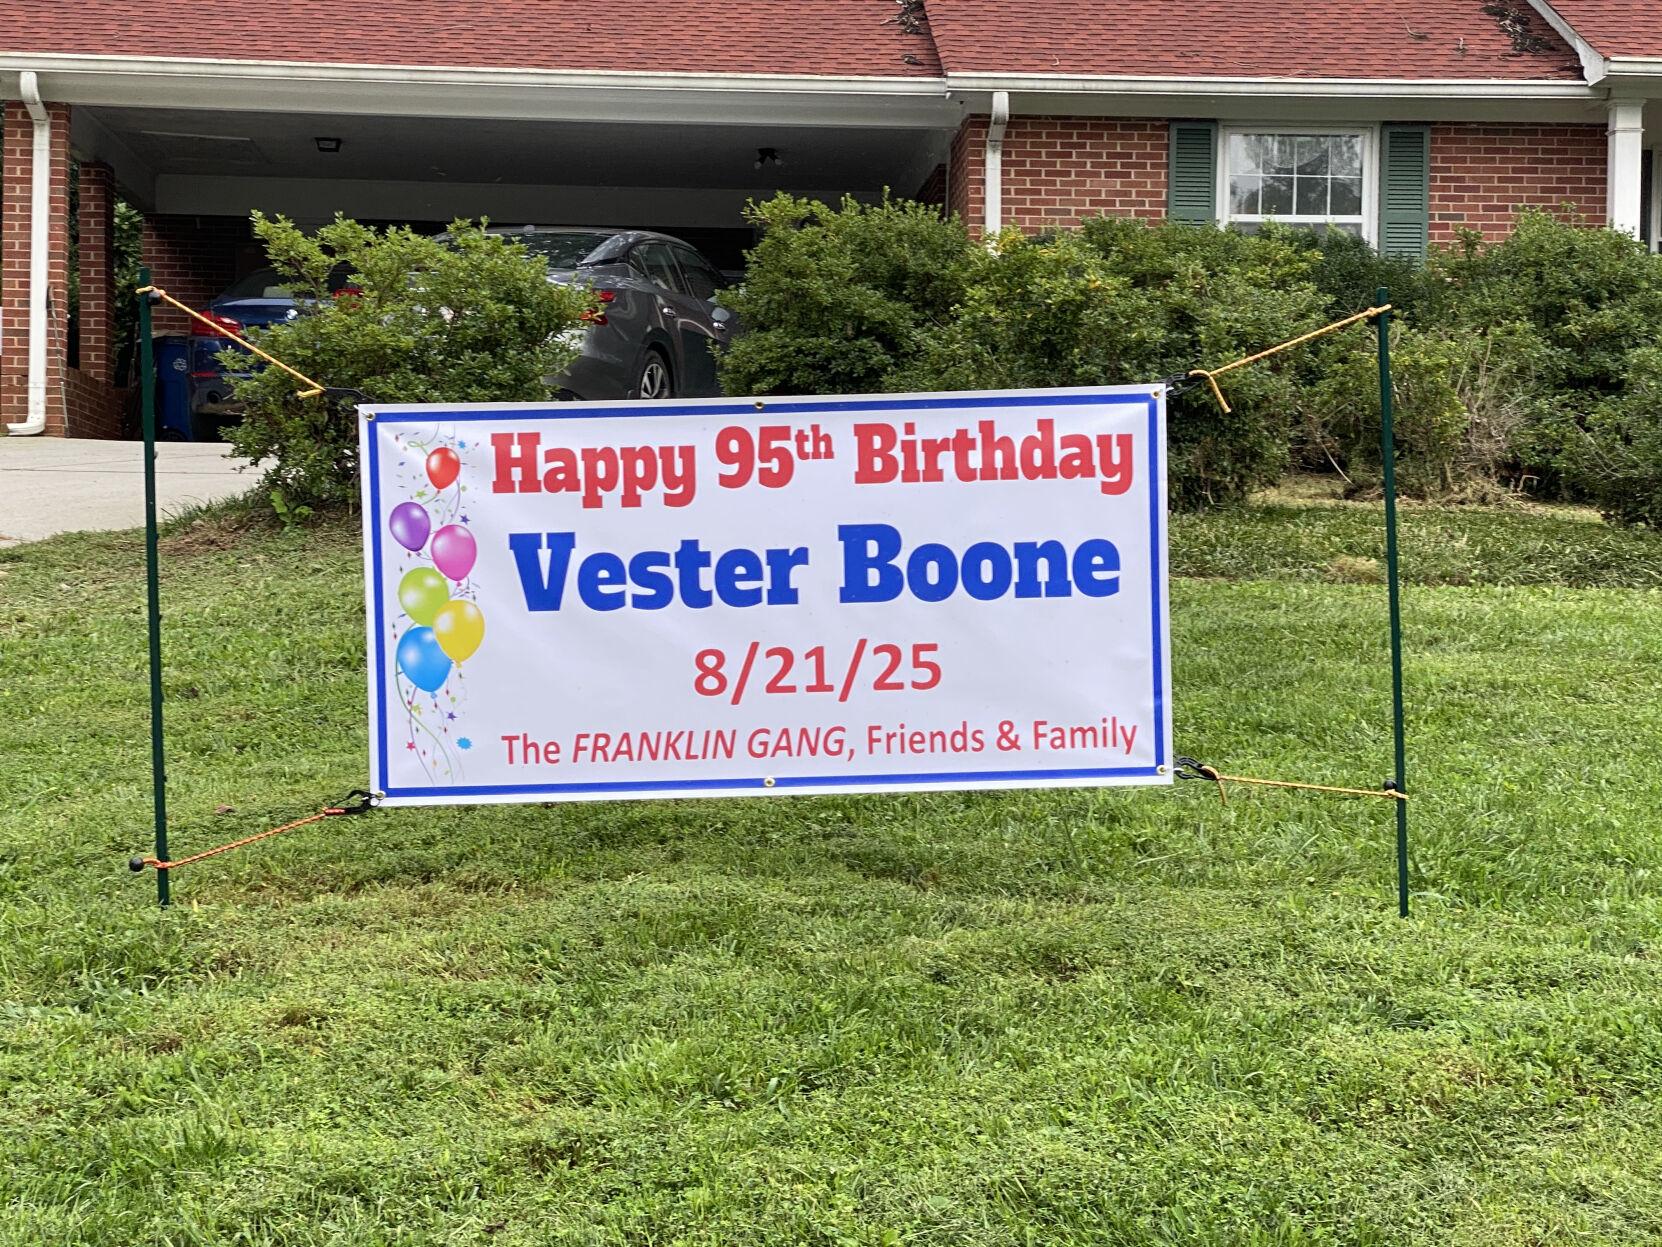 Happy 95th Birthday
Vester Boone
8/21/25
The FRANKLIN GANG, Friends & Family